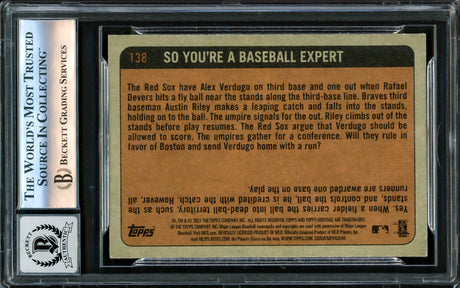 THE WORLD'S MOST TRUSTED
SOURCE IN COLLECTING™
BECKETT GRADING SERVICES
B
BECKETT
AUTHENTIC
138
SO YOU'RE A BASEBALL EXPERT
The Red Sox have Alex Verdugo on third base and one out when Rafael
Devers hits a fly ball near the stands along the third-base line. Braves third
baseman Austin Riley makes a leaping catch and falls into the stands,
holding on to the ball. The umpire signals for the out. Riley climbs out of the
stands before play resumes. The Red Sox argue that Verdugo should be
allowed to score. The umpires gather for a conference. Will they rule in
favor of Boston and send Verdugo home with a run?
Yes. When a fielder carries the ball into dead-ball territory, such as the
stands, and controls the ball, he is credited with the catch. However,
runners are awarded one base on the play.
topps